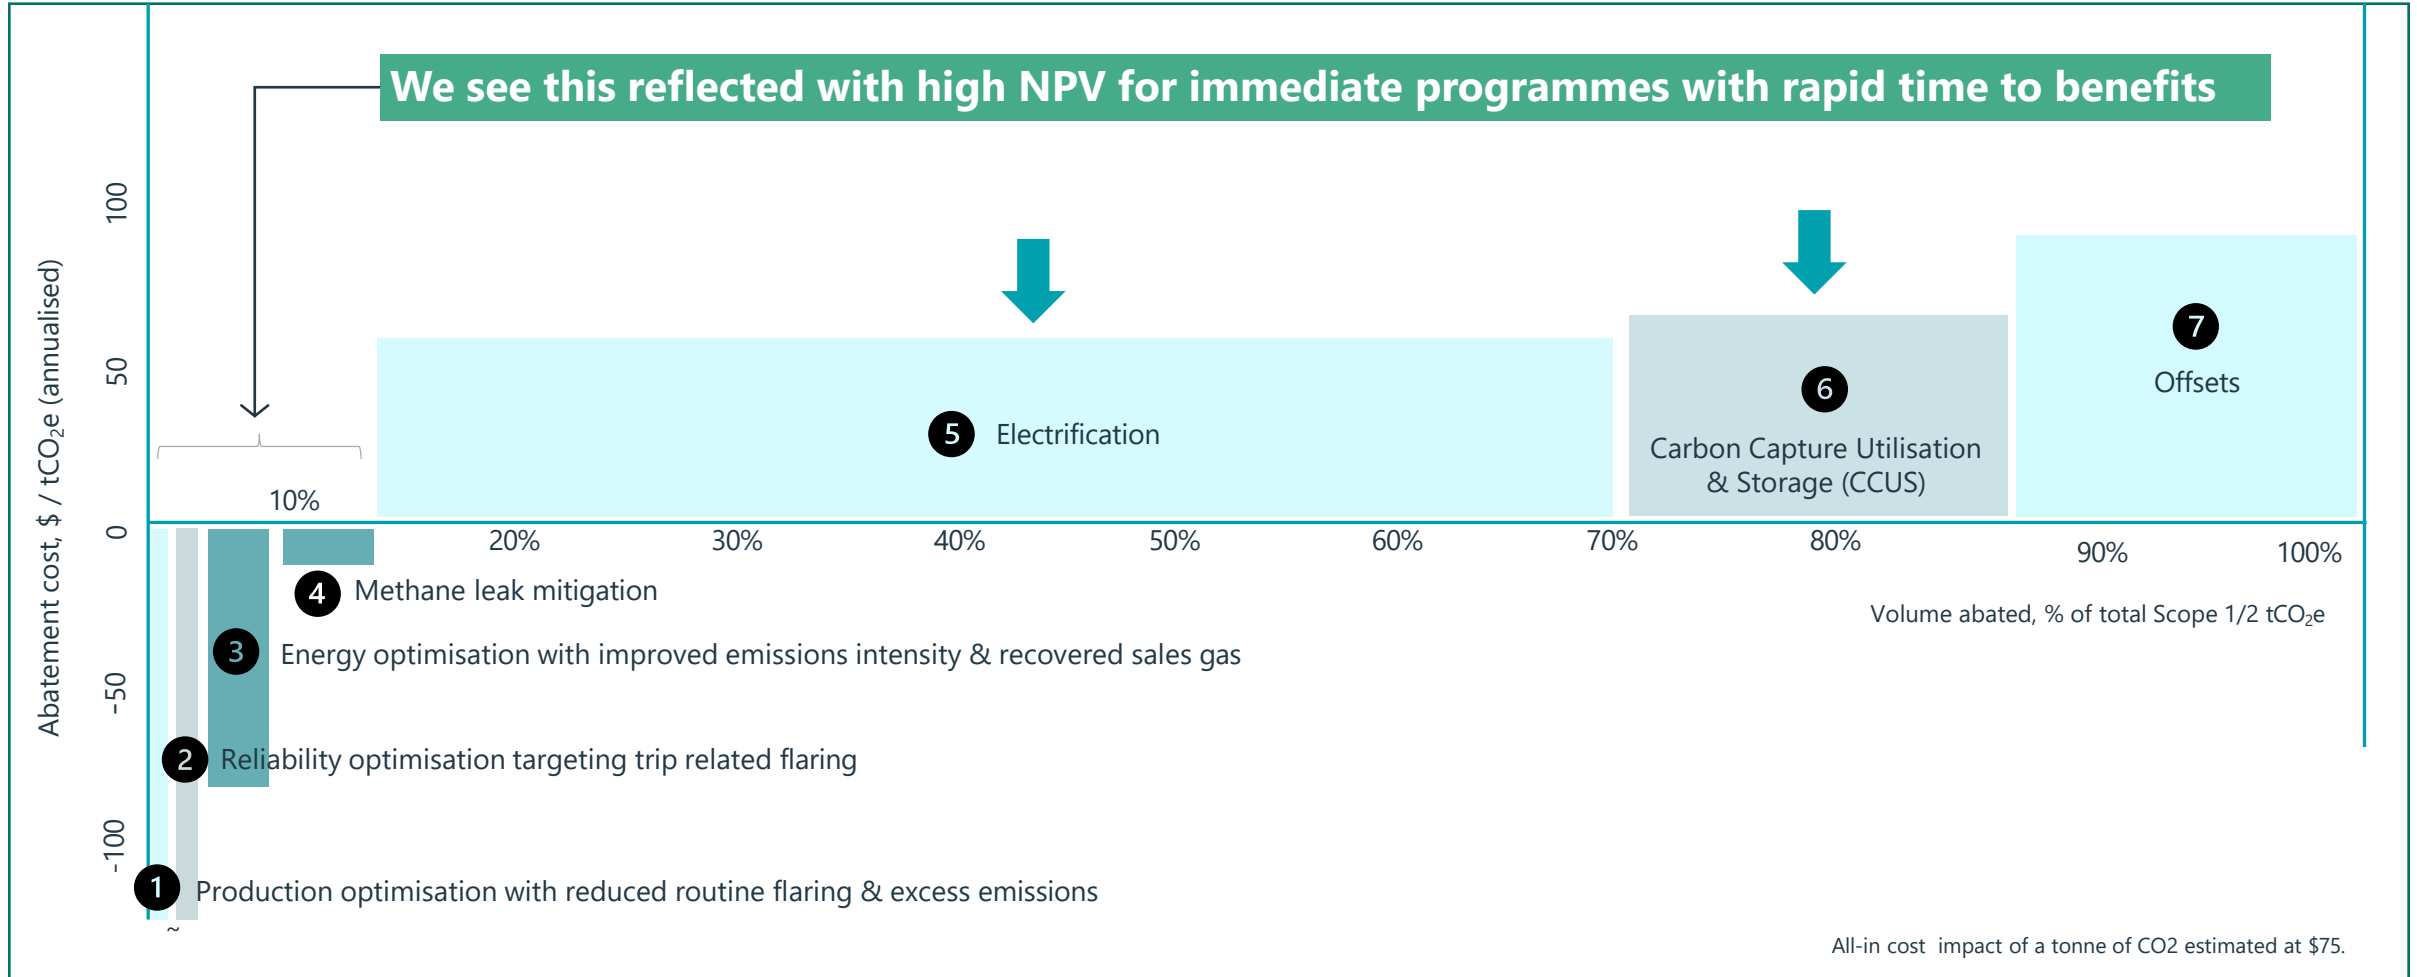 We see this reflected with high NPV for immediate programmes with rapid time to benefits
Abatement cost, $ / tCO₂e (annualised)
100
50
0
-50
-100
10%
20%
30%
40%
50%
60%
70%
80%
90%
100%
5 Electrification
6
Carbon Capture Utilisation
& Storage (CCUS)
7
Offsets
4 Methane leak mitigation
Volume abated, % of total Scope 1/2 tCO₂e
3 Energy optimisation with improved emissions intensity & recovered sales gas
2 Reliability optimisation targeting trip related flaring
1 Production optimisation with reduced routine flaring & excess emissions
~
All-in cost impact of a tonne of CO2 estimated at $75.